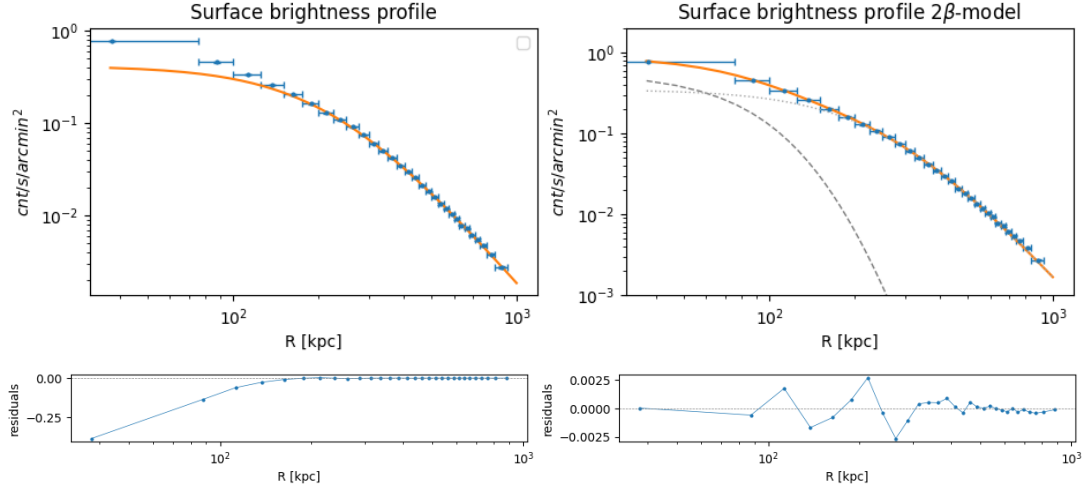 Surface brightness profile
10⁰
10⁻¹
10⁻²
cnt/s/arcmin²
10²
10³
R [kpc]
0.00
−0.25
residuals
10²
10³
R [kpc]
Surface brightness profile 2β-model
10⁰
10⁻¹
10⁻²
10⁻³
cnt/s/arcmin²
10²
10³
R [kpc]
0.0025
0.0000
−0.0025
residuals
10²
10³
R [kpc]